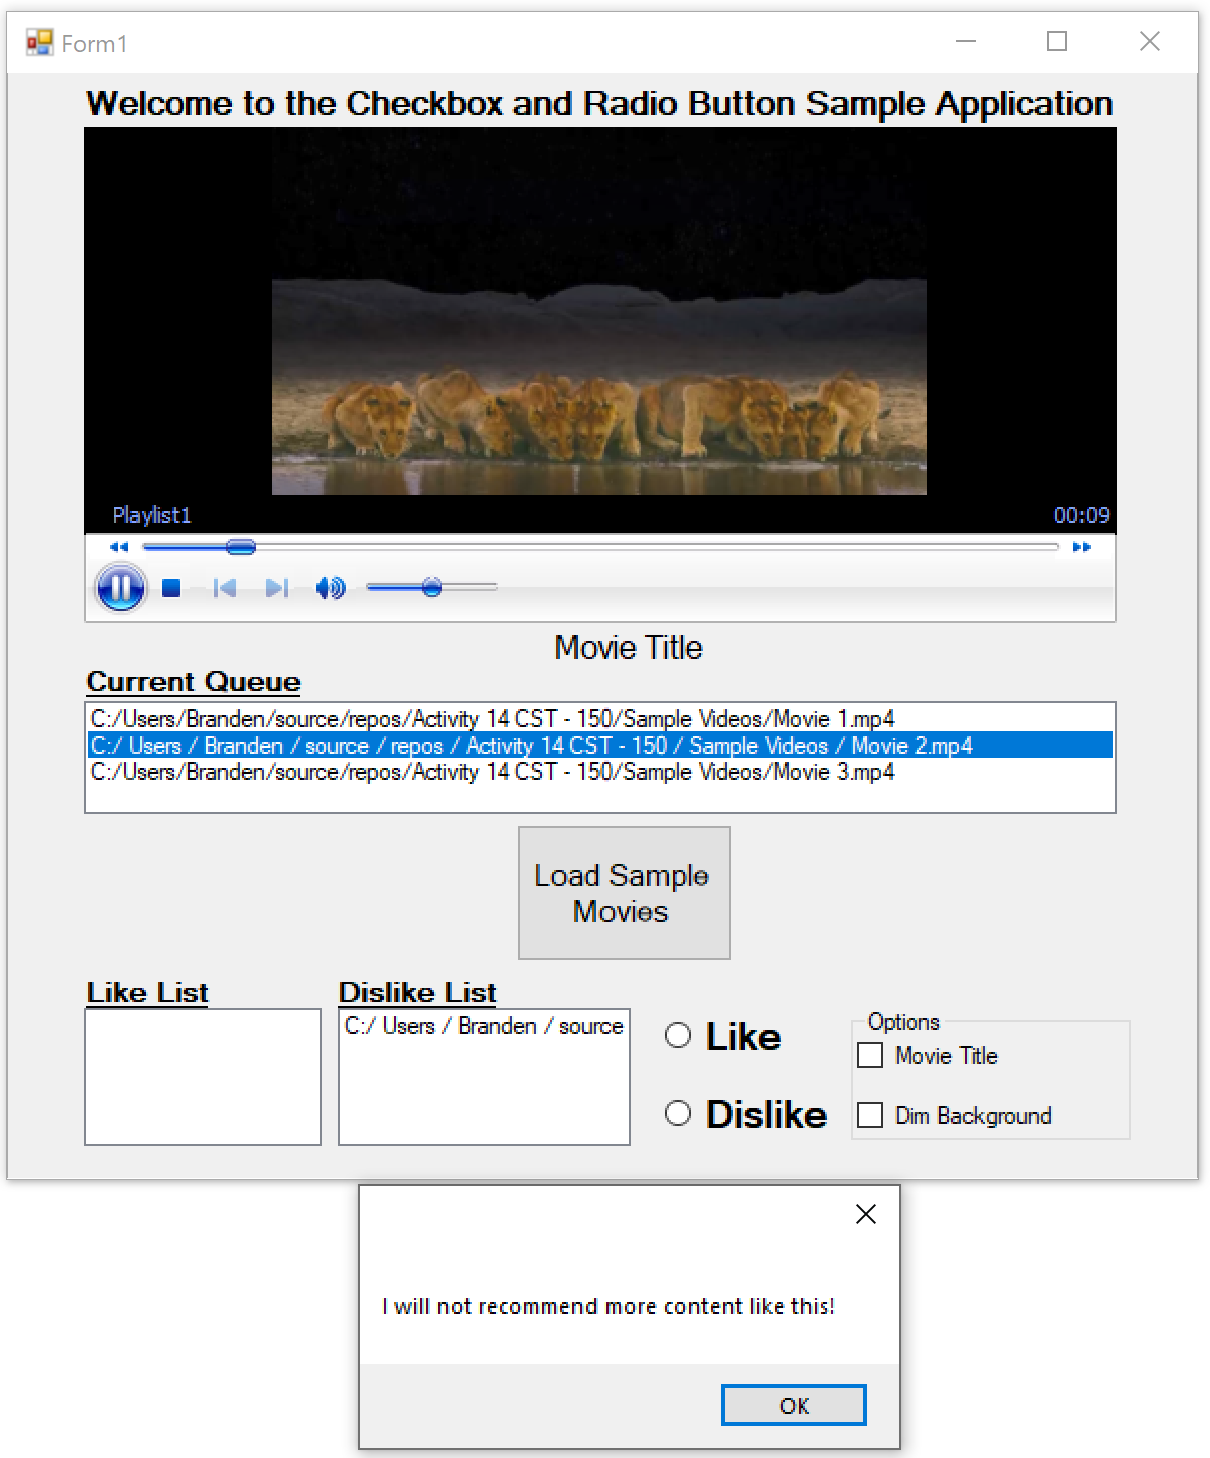 Form1
Welcome to the Checkbox and Radio Button Sample Application
Playlist1
00:09
Movie Title
Current Queue
C:/Users/Branden/source/repos/Activity 14 CST - 150/Sample Videos/Movie 1.mp4
C:/ Users / Branden / source / repos / Activity 14 CST - 150 / Sample Videos / Movie 2.mp4
C:/Users/Branden/source/repos/Activity 14 CST - 150/Sample Videos/Movie 3.mp4
Load Sample
Movies
Like List
Dislike List
C:/ Users / Branden / source
Like
Dislike
Options
Movie Title
Dim Background
I will not recommend more content like this!
OK